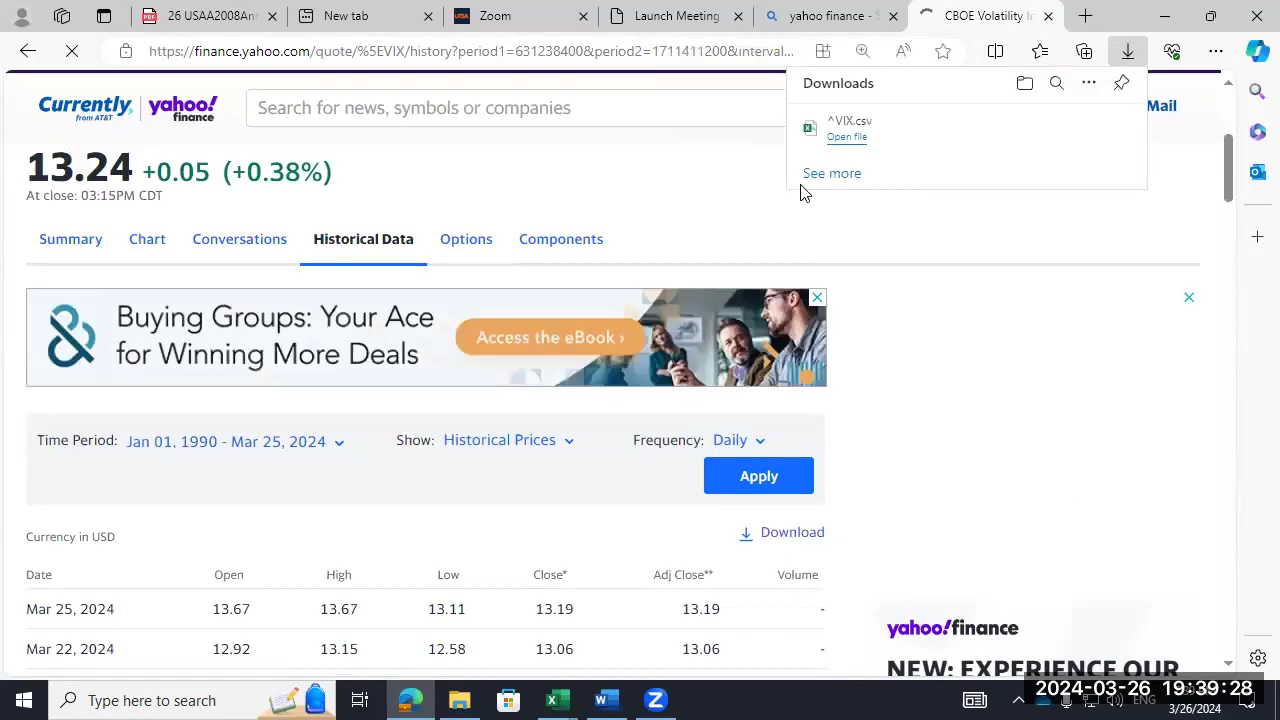 26 USA2008An
New tab
USA
Zoom
Launch Meeting
yahoo finance - S
CBOE Volatility In
https://finance.yahoo.com/quote/%5EVIX/history?period1=631238400&period2=1711411200&interval...
Downloads
^VIX.csv
Open file
See more
Currently,
from AT&T
yahoo!
finance
Search for news, symbols or companies
Mail
13.24 +0.05 (+0.38%)
At close: 03:15PM CDT
Summary Chart Conversations Historical Data Options Components
Buying Groups: Your Ace
for Winning More Deals
Access the eBook ›
Time Period: Jan 01, 1990 - Mar 25, 2024 Show: Historical Prices Frequency: Daily
Apply
Currency in USD Download
Date Open High Low Close* Adj Close** Volume
Mar 25, 2024 13.67 13.67 13.11 13.19 13.19 -
Mar 22, 2024 12.92 13.15 12.58 13.06 13.06 -
yahoo!finance
NEW: EXPERIENCE OUR
Type here to search
ENG
2024-03-26 19:39:28
3/26/2024